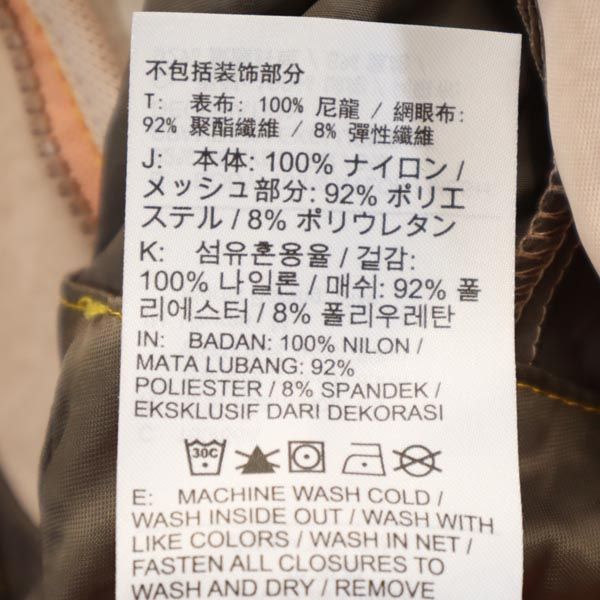 不包括装饰部分
T: 表布: 100% 尼龍 / 網眼布:
92% 聚酯纖維 / 8% 彈性纖維
J: 本体: 100% ナイロン /
メッシュ部分: 92% ポリエ
ステル / 8% ポリウレタン
K: 섬유혼용율 / 겉감:
100% 나일론 / 매쉬: 92% 폴
리에스터 / 8% 폴리우레탄
IN: BADAN: 100% NILON /
MATA LUBANG: 92%
POLIESTER / 8% SPANDEK /
EKSKLUSIF DARI DEKORASI
30C
E: MACHINE WASH COLD /
WASH INSIDE OUT / WASH WITH
LIKE COLORS / WASH IN NET /
FASTEN ALL CLOSURES TO
WASH AND DRY / REMOVE